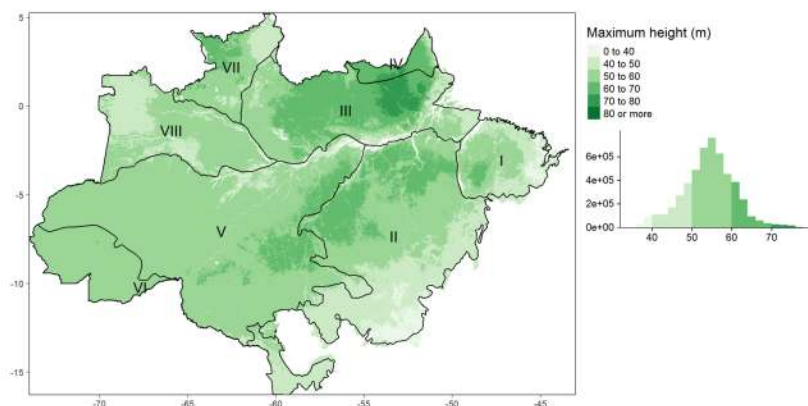 5
0
-5
-10
-15
-70
-65
-60
-55
-50
-45
IV
VII
III
VIII
I
V
II
VI
Maximum height (m)
0 to 40
40 to 50
50 to 60
60 to 70
70 to 80
80 or more
6e+05
4e+05
2e+05
0e+00
40 50 60 70